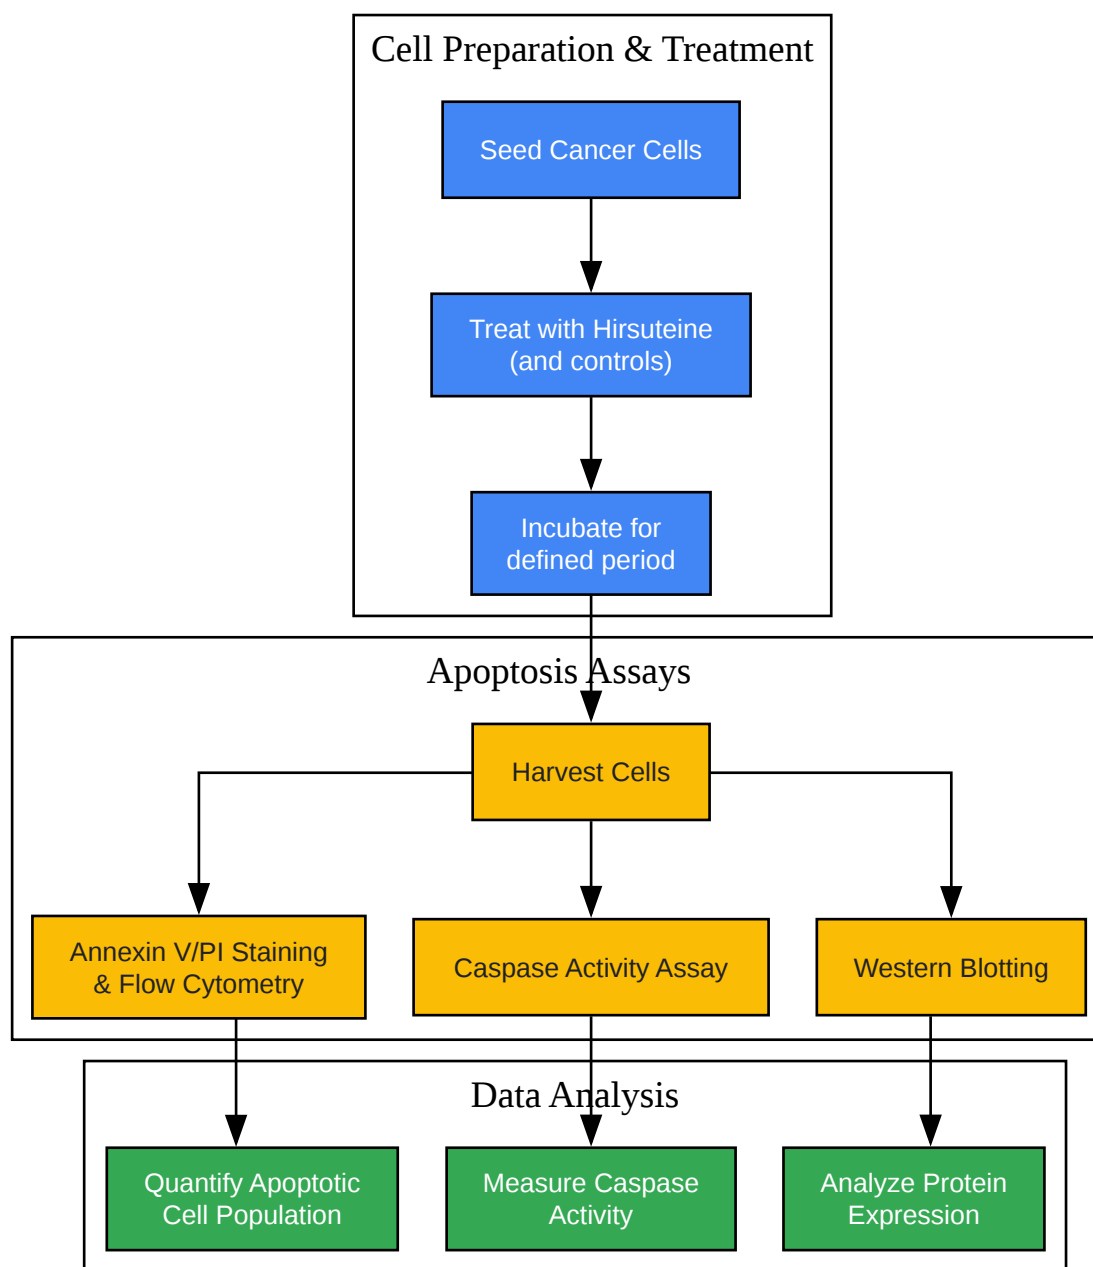 Cell Preparation & Treatment
Seed Cancer Cells
Treat with Hirsuteine
(and controls)
Incubate for
defined period
Apoptosis Assays
Harvest Cells
Annexin V/PI Staining
& Flow Cytometry
Caspase Activity Assay
Western Blotting
Data Analysis
Quantify Apoptotic
Cell Population
Measure Caspase
Activity
Analyze Protein
Expression